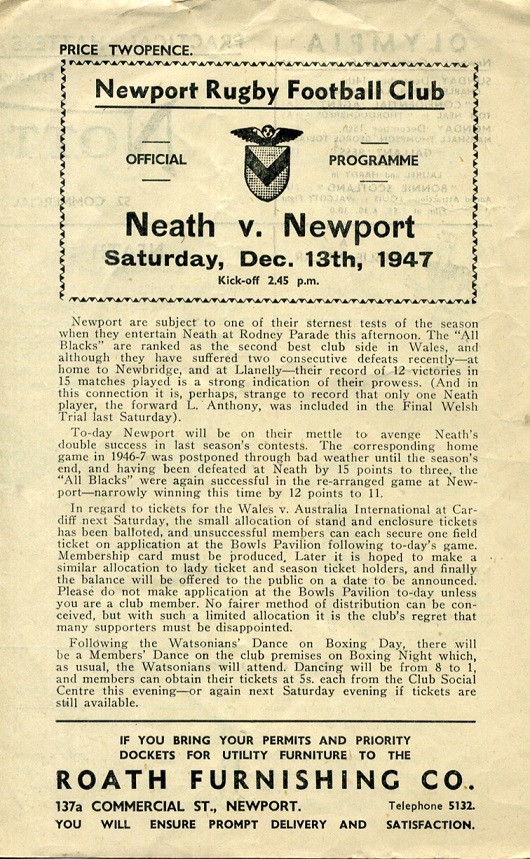 PRICE TWOPENCE.
Newport Rugby Football Club
OFFICIAL PROGRAMME
Neath v. Newport
Saturday, Dec. 13th, 1947
Kick-off 2.45 p.m.
Newport are subject to one of their sternest tests of the season
when they entertain Neath at Rodney Parade this afternoon. The "All
Blacks" are ranked as the second best club side in Wales, and
although they have suffered two consecutive defeats recently—at
home to Newbridge, and at Llanelly—their record of 12 victories in
15 matches played is a strong indication of their prowess. (And in
this connection it is, perhaps, strange to record that only one Neath
player, the forward L. Anthony, was included in the Final Welsh
Trial last Saturday).
To-day Newport will be on their mettle to avenge Neath's
double success in last season's contests. The corresponding home
game in 1946-7 was postponed through bad weather until the season's
end, and having been defeated at Neath by 15 points to three, the
"All Blacks" were again successful in the re-arranged game at New-
port—narrowly winning this time by 12 points to 11.
In regard to tickets for the Wales v. Australia International at Car-
diff next Saturday, the small allocation of stand and enclosure tickets
has been balloted, and unsuccessful members can each secure one field
ticket on application at the Bowls Pavilion following to-day's game.
Membership card must be produced, Later it is hoped to make a
similar allocation to lady ticket and season ticket holders, and finally
the balance will be offered to the public on a date to be announced.
Please do not make application at the Bowls Pavilion to-day unless
you are a club member. No fairer method of distribution can be con-
ceived, but with such a limited allocation it is the club's regret that
many supporters must be disappointed.
Following the Watsonians' Dance on Boxing Day, there will
be a Members' Dance on the club premises on Boxing Night which,
as usual, the Watsonians will attend. Dancing will be from 8 to 1,
and members can obtain their tickets at 5s. each from the Club Social
Centre this evening—or again next Saturday evening if tickets are
still available.
IF YOU BRING YOUR PERMITS AND PRIORITY
DOCKETS FOR UTILITY FURNITURE TO THE
ROATH FURNISHING CO..
137a COMMERCIAL ST., NEWPORT. Telephone 5132.
YOU WILL ENSURE PROMPT DELIVERY AND SATISFACTION.